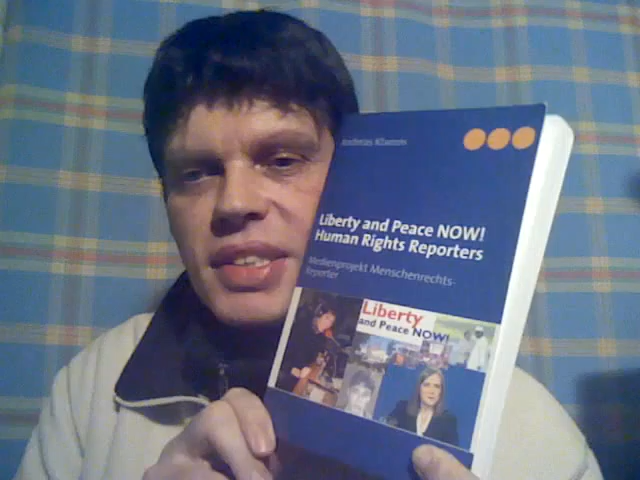 Andreas Klamm
Liberty and Peace NOW!
Human Rights Reporters
Medienprojekt Menschenrechts-
Reporter
Liberty
and Peace NOW!